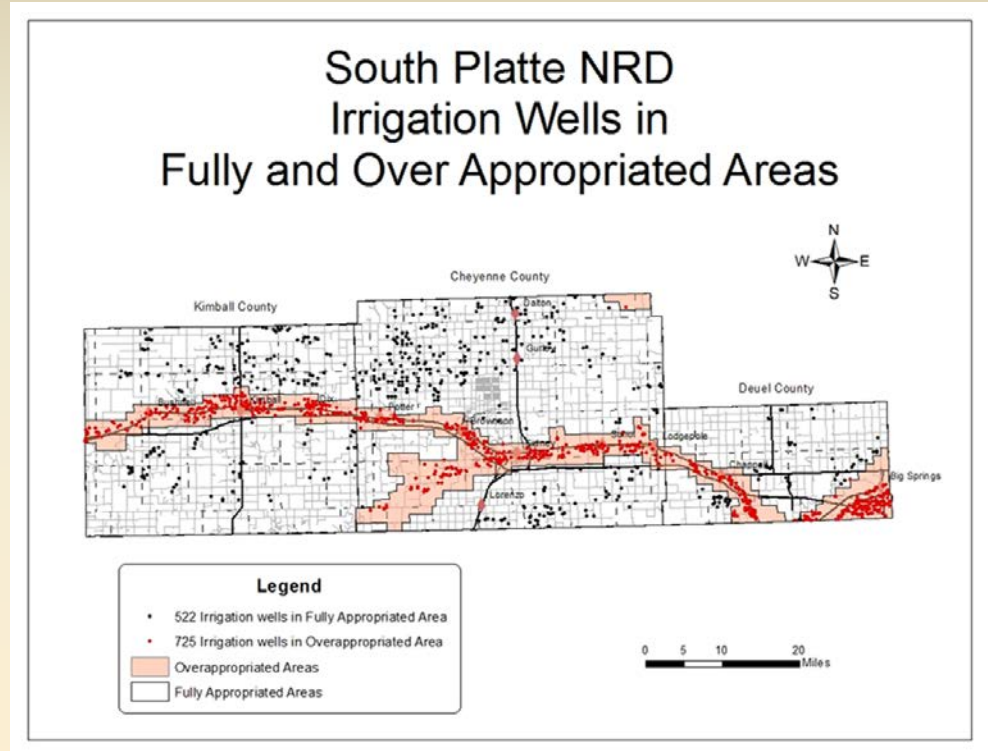 South Platte NRD
Irrigation Wells in
Fully and Over Appropriated Areas
N
W E
S
Cheyenne County
Kimball County
Dalton
Gurley
Deuel County
Kimball
Potter
Brownson
Lodgepole
Chappell
Big Springs
Lorenzo
Legend
522 Irrigation wells in Fully Appropriated Area
725 Irrigation wells in Overappropriated Area
Overappropriated Areas
Fully Appropriated Areas
0 5 10 20
Miles